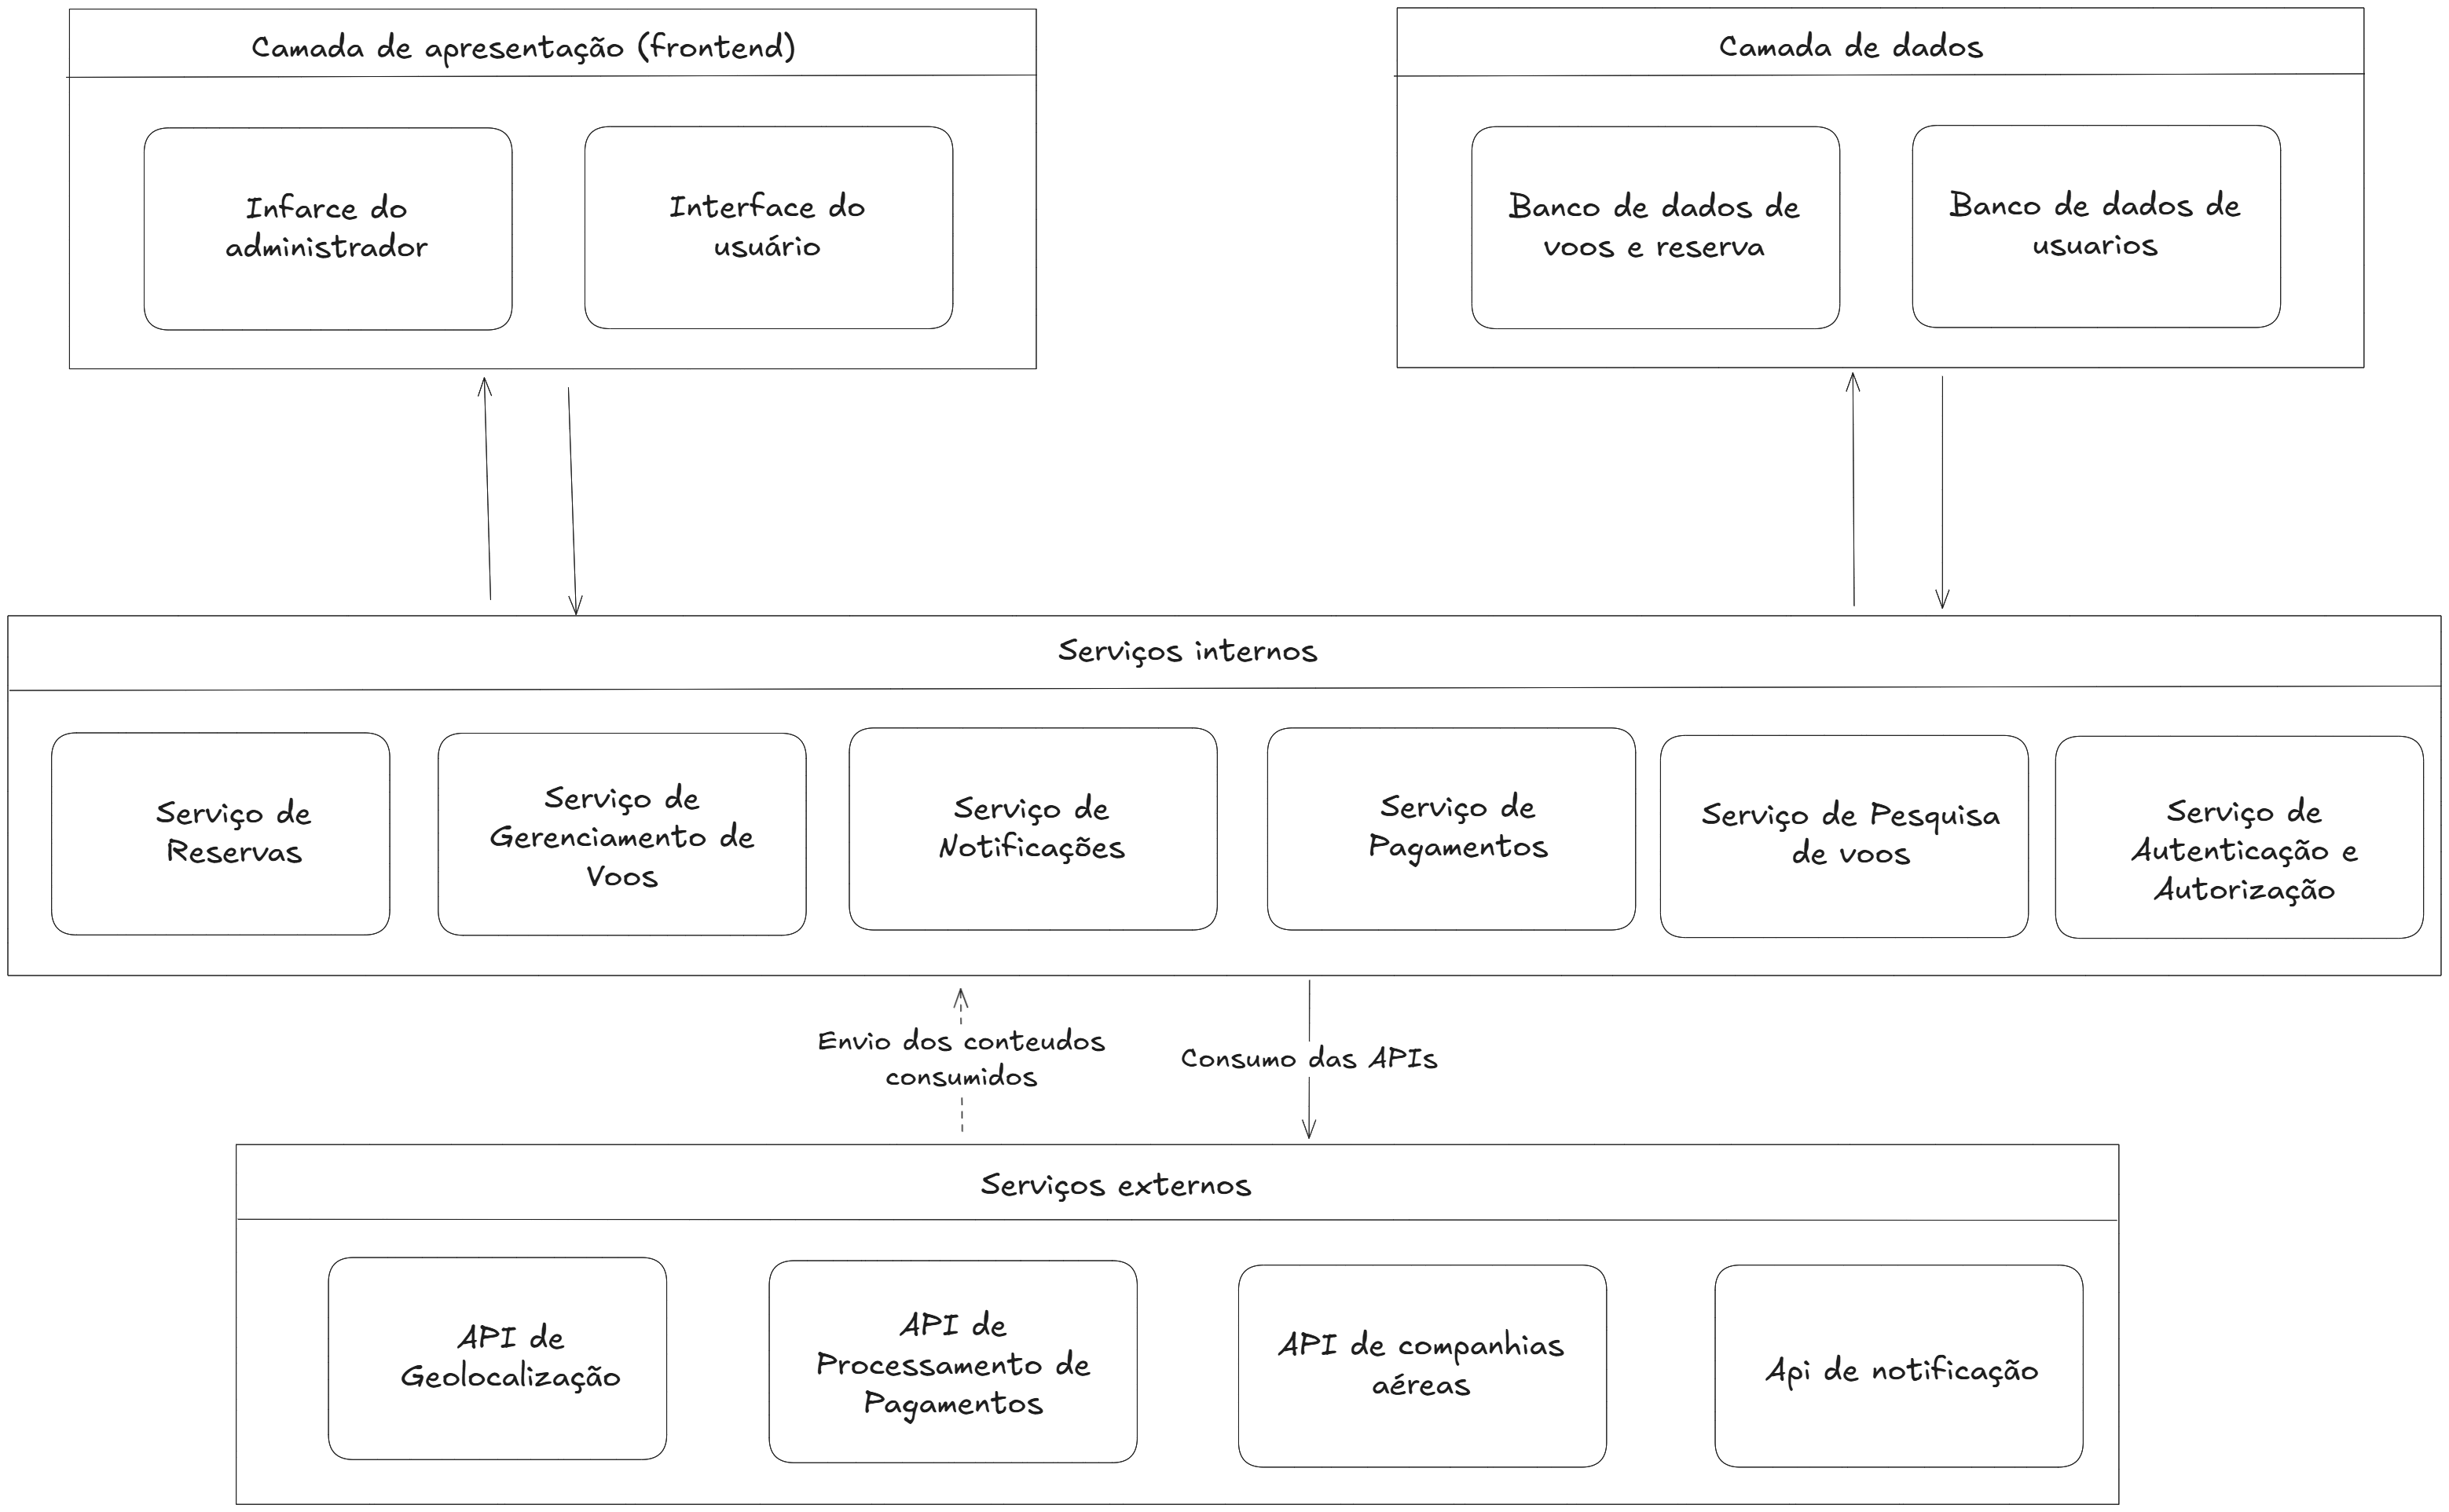 Camada de apresentação (frontend)
Infarce do
administrador
Interface do
usuário
Camada de dados
Banco de dados de
voos e reserva
Banco de dados de
usuarios
Serviços internos
Serviço de
Reservas
Serviço de
Gerenciamento de
Voos
Serviço de
Notificações
Serviço de
Pagamentos
Serviço de Pesquisa
de voos
Serviço de
Autenticação e
Autorização
Envio dos conteudos
consumidos
Consumo das APIs
Serviços externos
API de
Geolocalização
API de
Processamento de
Pagamentos
API de companhias
aéreas
Api de notificação